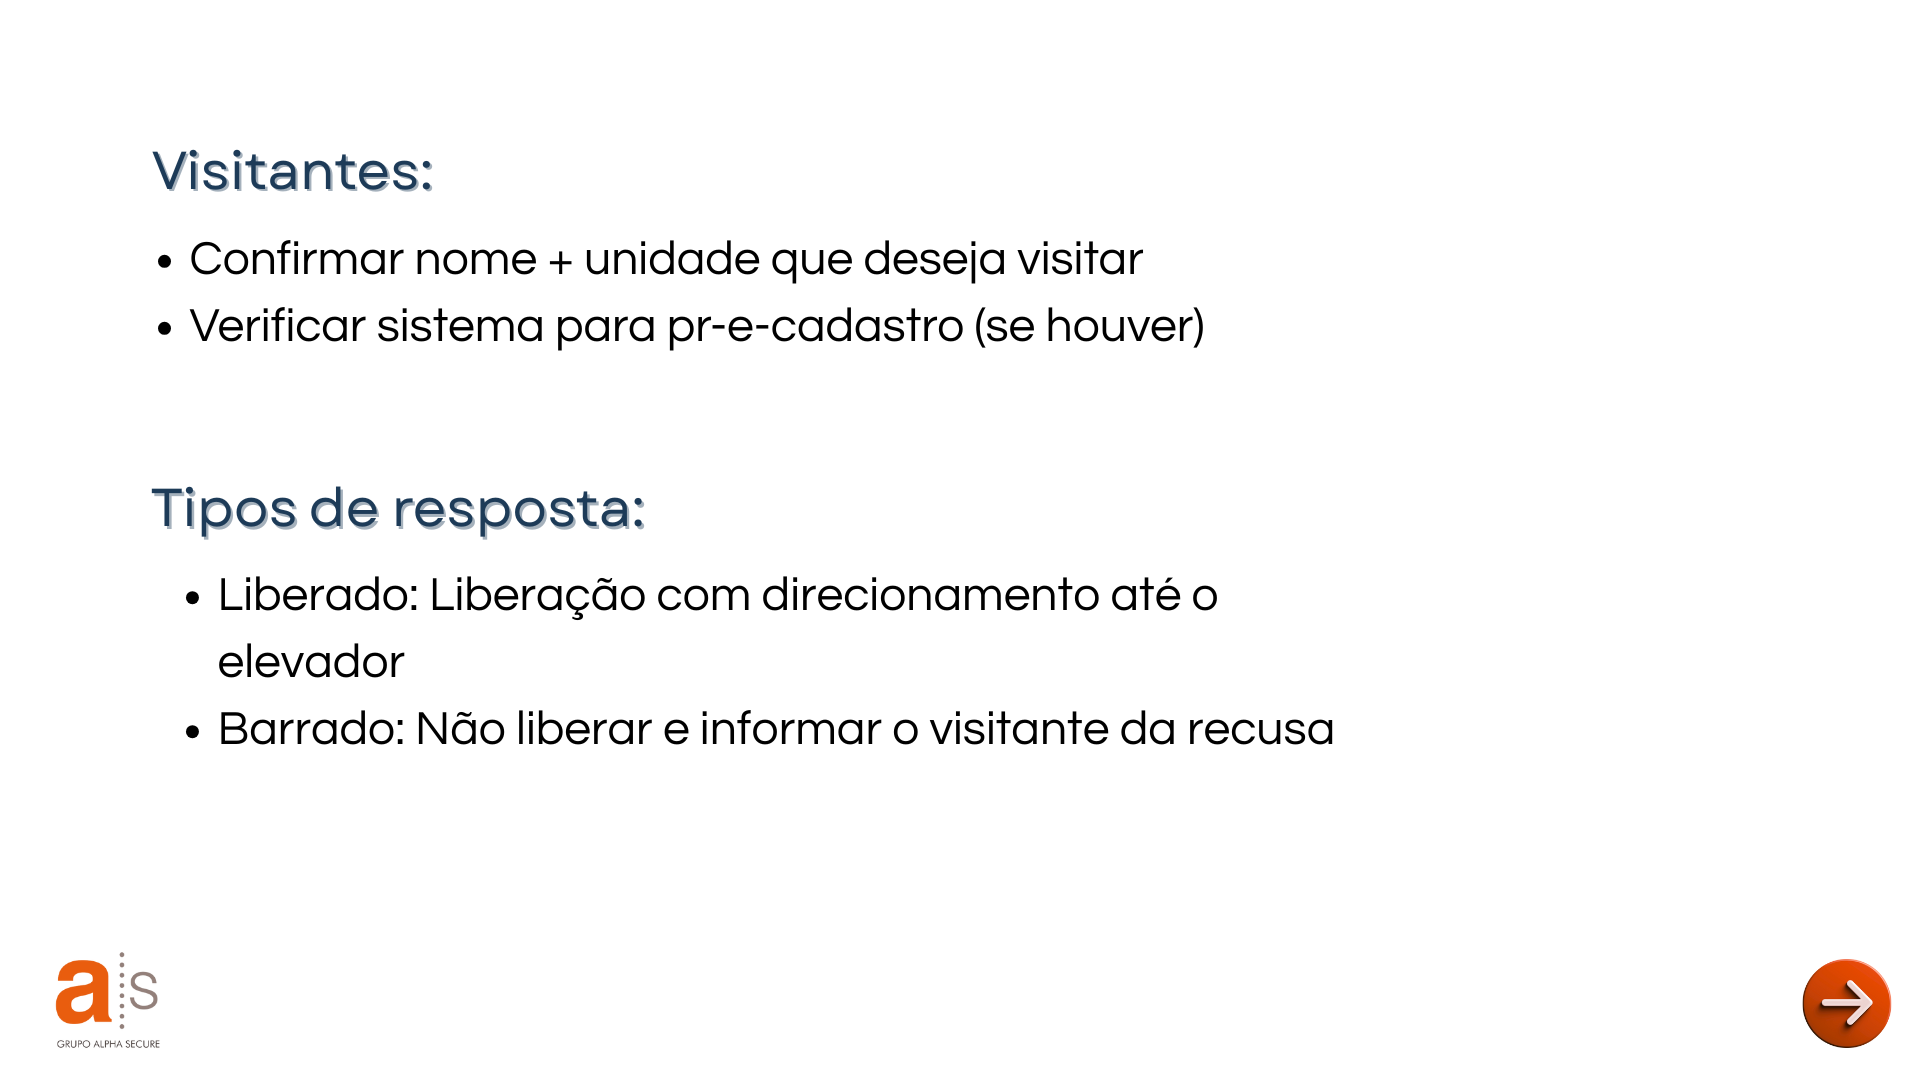 Visitantes:
• Confirmar nome + unidade que deseja visitar
• Verificar sistema para pr-e-cadastro (se houver)
Tipos de resposta:
• Liberado: Liberação com direcionamento até o
elevador
• Barrado: Não liberar e informar o visitante da recusa
a s
GRUPO ALPHA SECURE